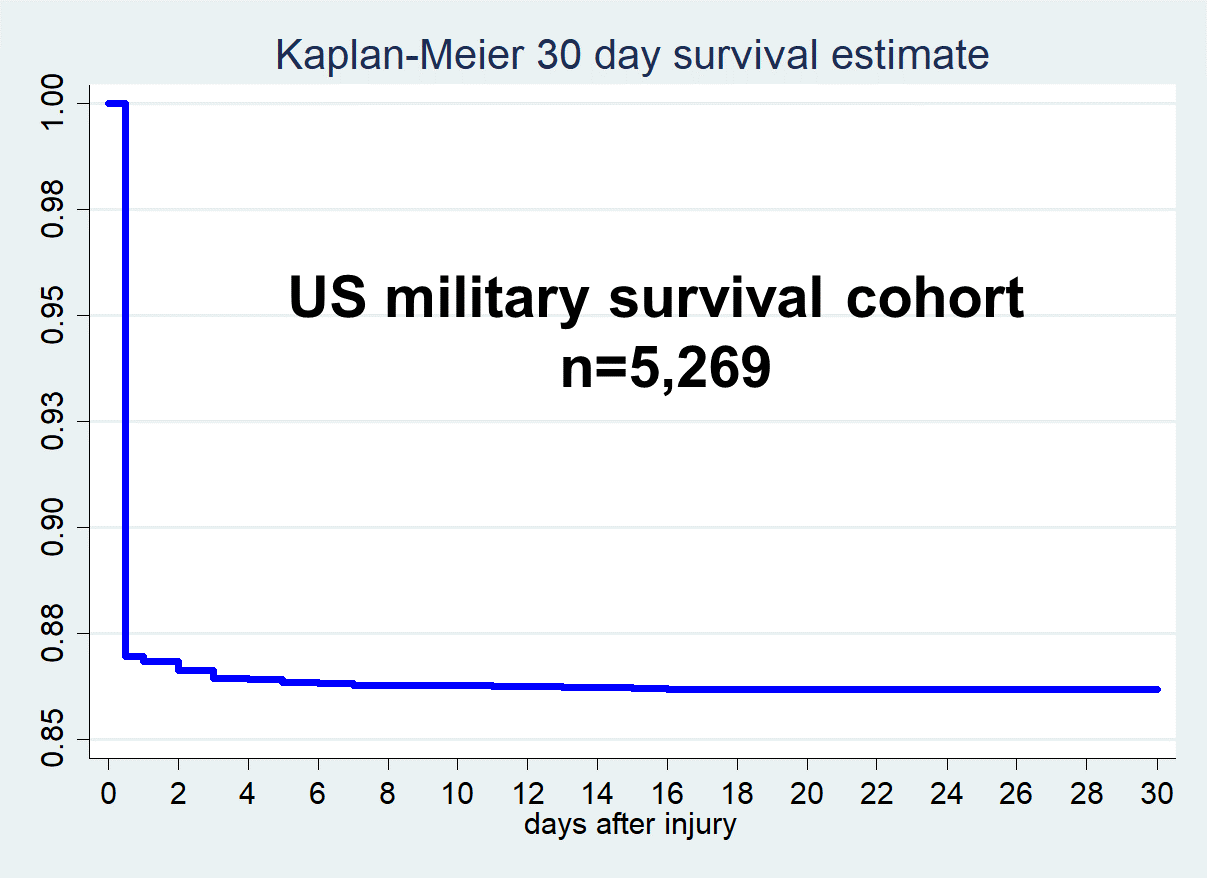 Kaplan-Meier 30 day survival estimate
1.00
0.98
0.95
0.93
0.90
0.88
0.85
US military survival cohort
n=5,269
0 2 4 6 8 10 12 14 16 18 20 22 24 26 28 30
days after injury